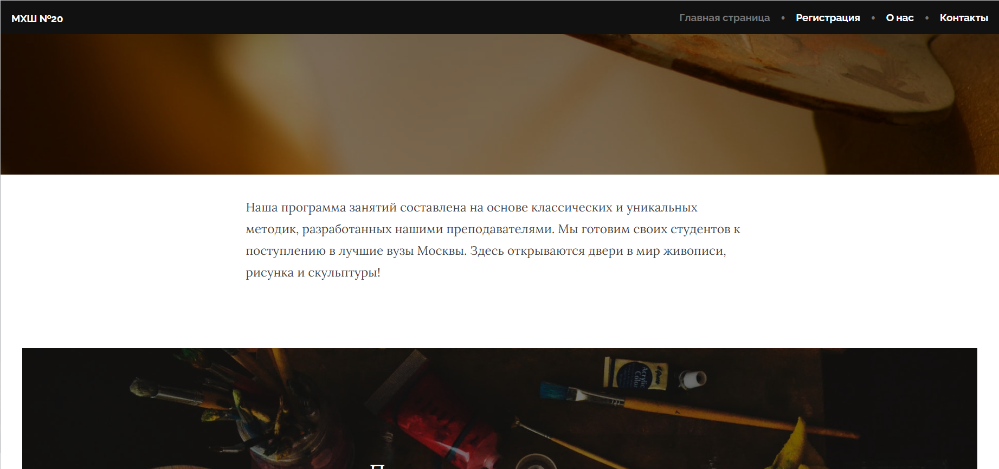 МХШ №20
Главная страница • Регистрация • О нас • Контакты
Наша программа занятий составлена на основе классических и уникальных
методик, разработанных нашими преподавателями. Мы готовим своих студентов к
поступлению в лучшие вузы Москвы. Здесь открываются двери в мир живописи,
рисунка и скульптуры!
Acrylic
Color